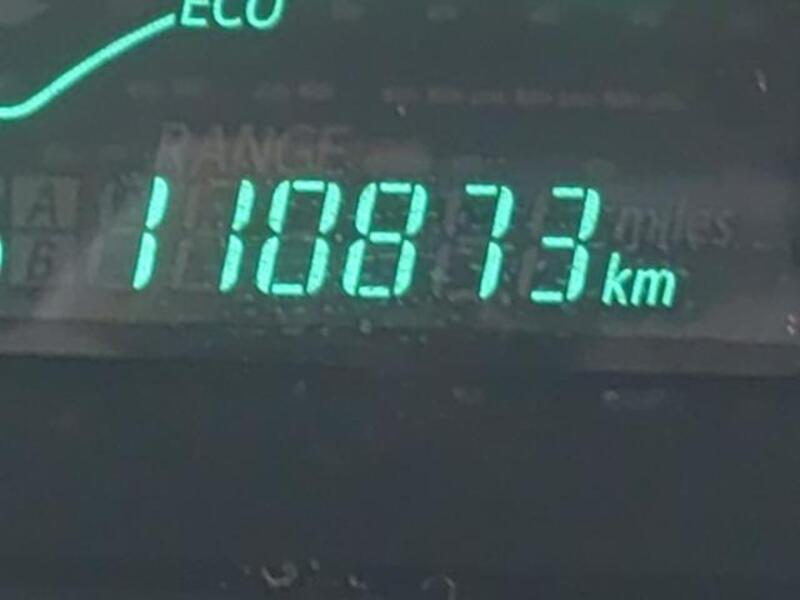 ECO
RANGE
A
110873 miles
B
km